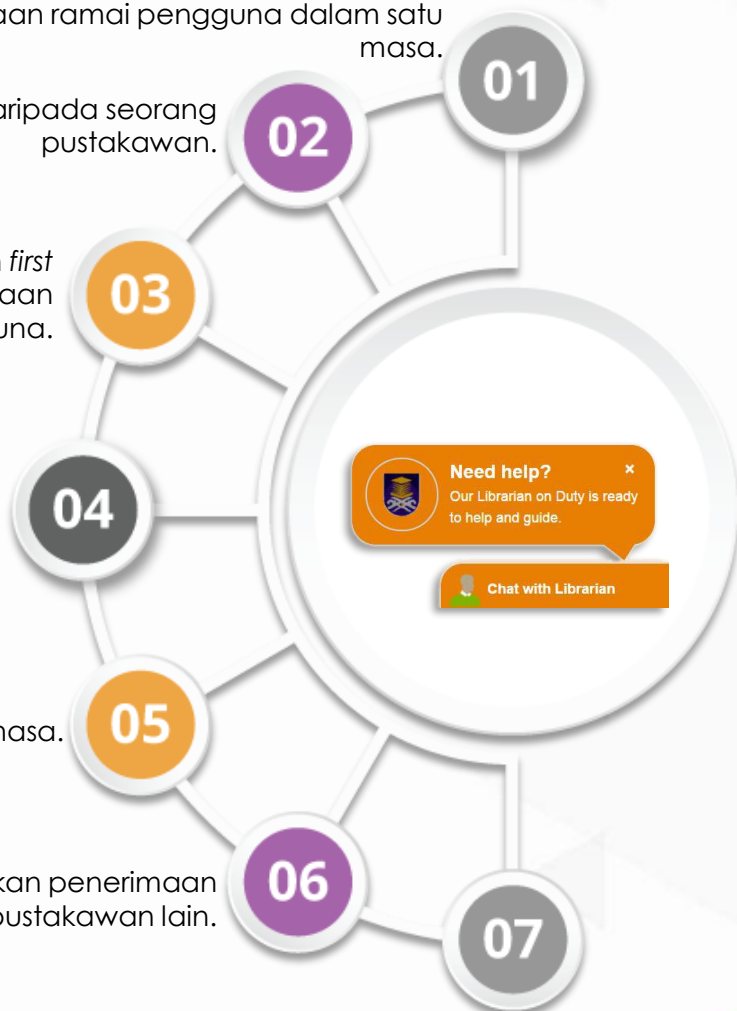 aan ramai pengguna dalam satu
masa.
01
aripada seorang
pustakawan.
02
first
aan
una.
03
04
Need help? ×
Our Librarian on Duty is ready
to help and guide.
Chat with Librarian
nasa.
05
kan penerimaan
pustakawan lain.
06
07